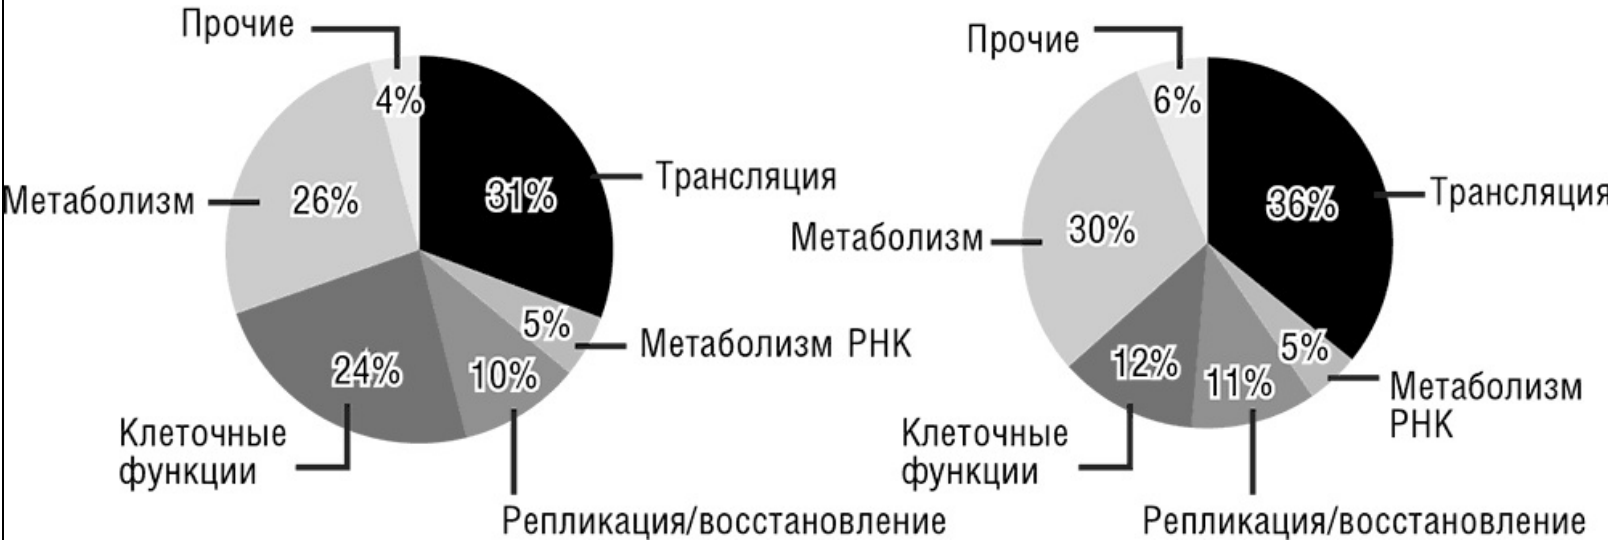 Прочие
4%
31%
Трансляция
Метаболизм
26%
5%
Метаболизм РНК
24%
10%
Клеточные
функции
Репликация/восстановление
Прочие
6%
36%
Трансляция
Метаболизм
30%
5%
Метаболизм
РНК
12%
11%
Клеточные
функции
Репликация/восстановление